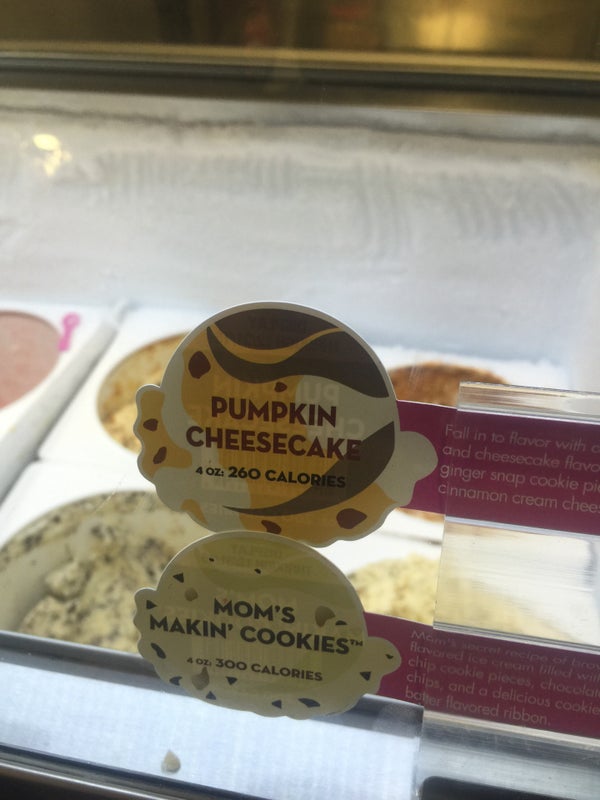 PUMPKIN
CHEESECAKE
4 OZ: 260 CALORIES
Fall in to flavor with a
and cheesecake flavo
ginger snap cookie pie
cinnamon cream chees
MOM'S
MAKIN' COOKIES™
4 OZ: 300 CALORIES
Mom's secret recipe of brow
flavored ice cream filled with
chip cookie pieces, chocolat
chips, and a delicious cookie
batter flavored ribbon.